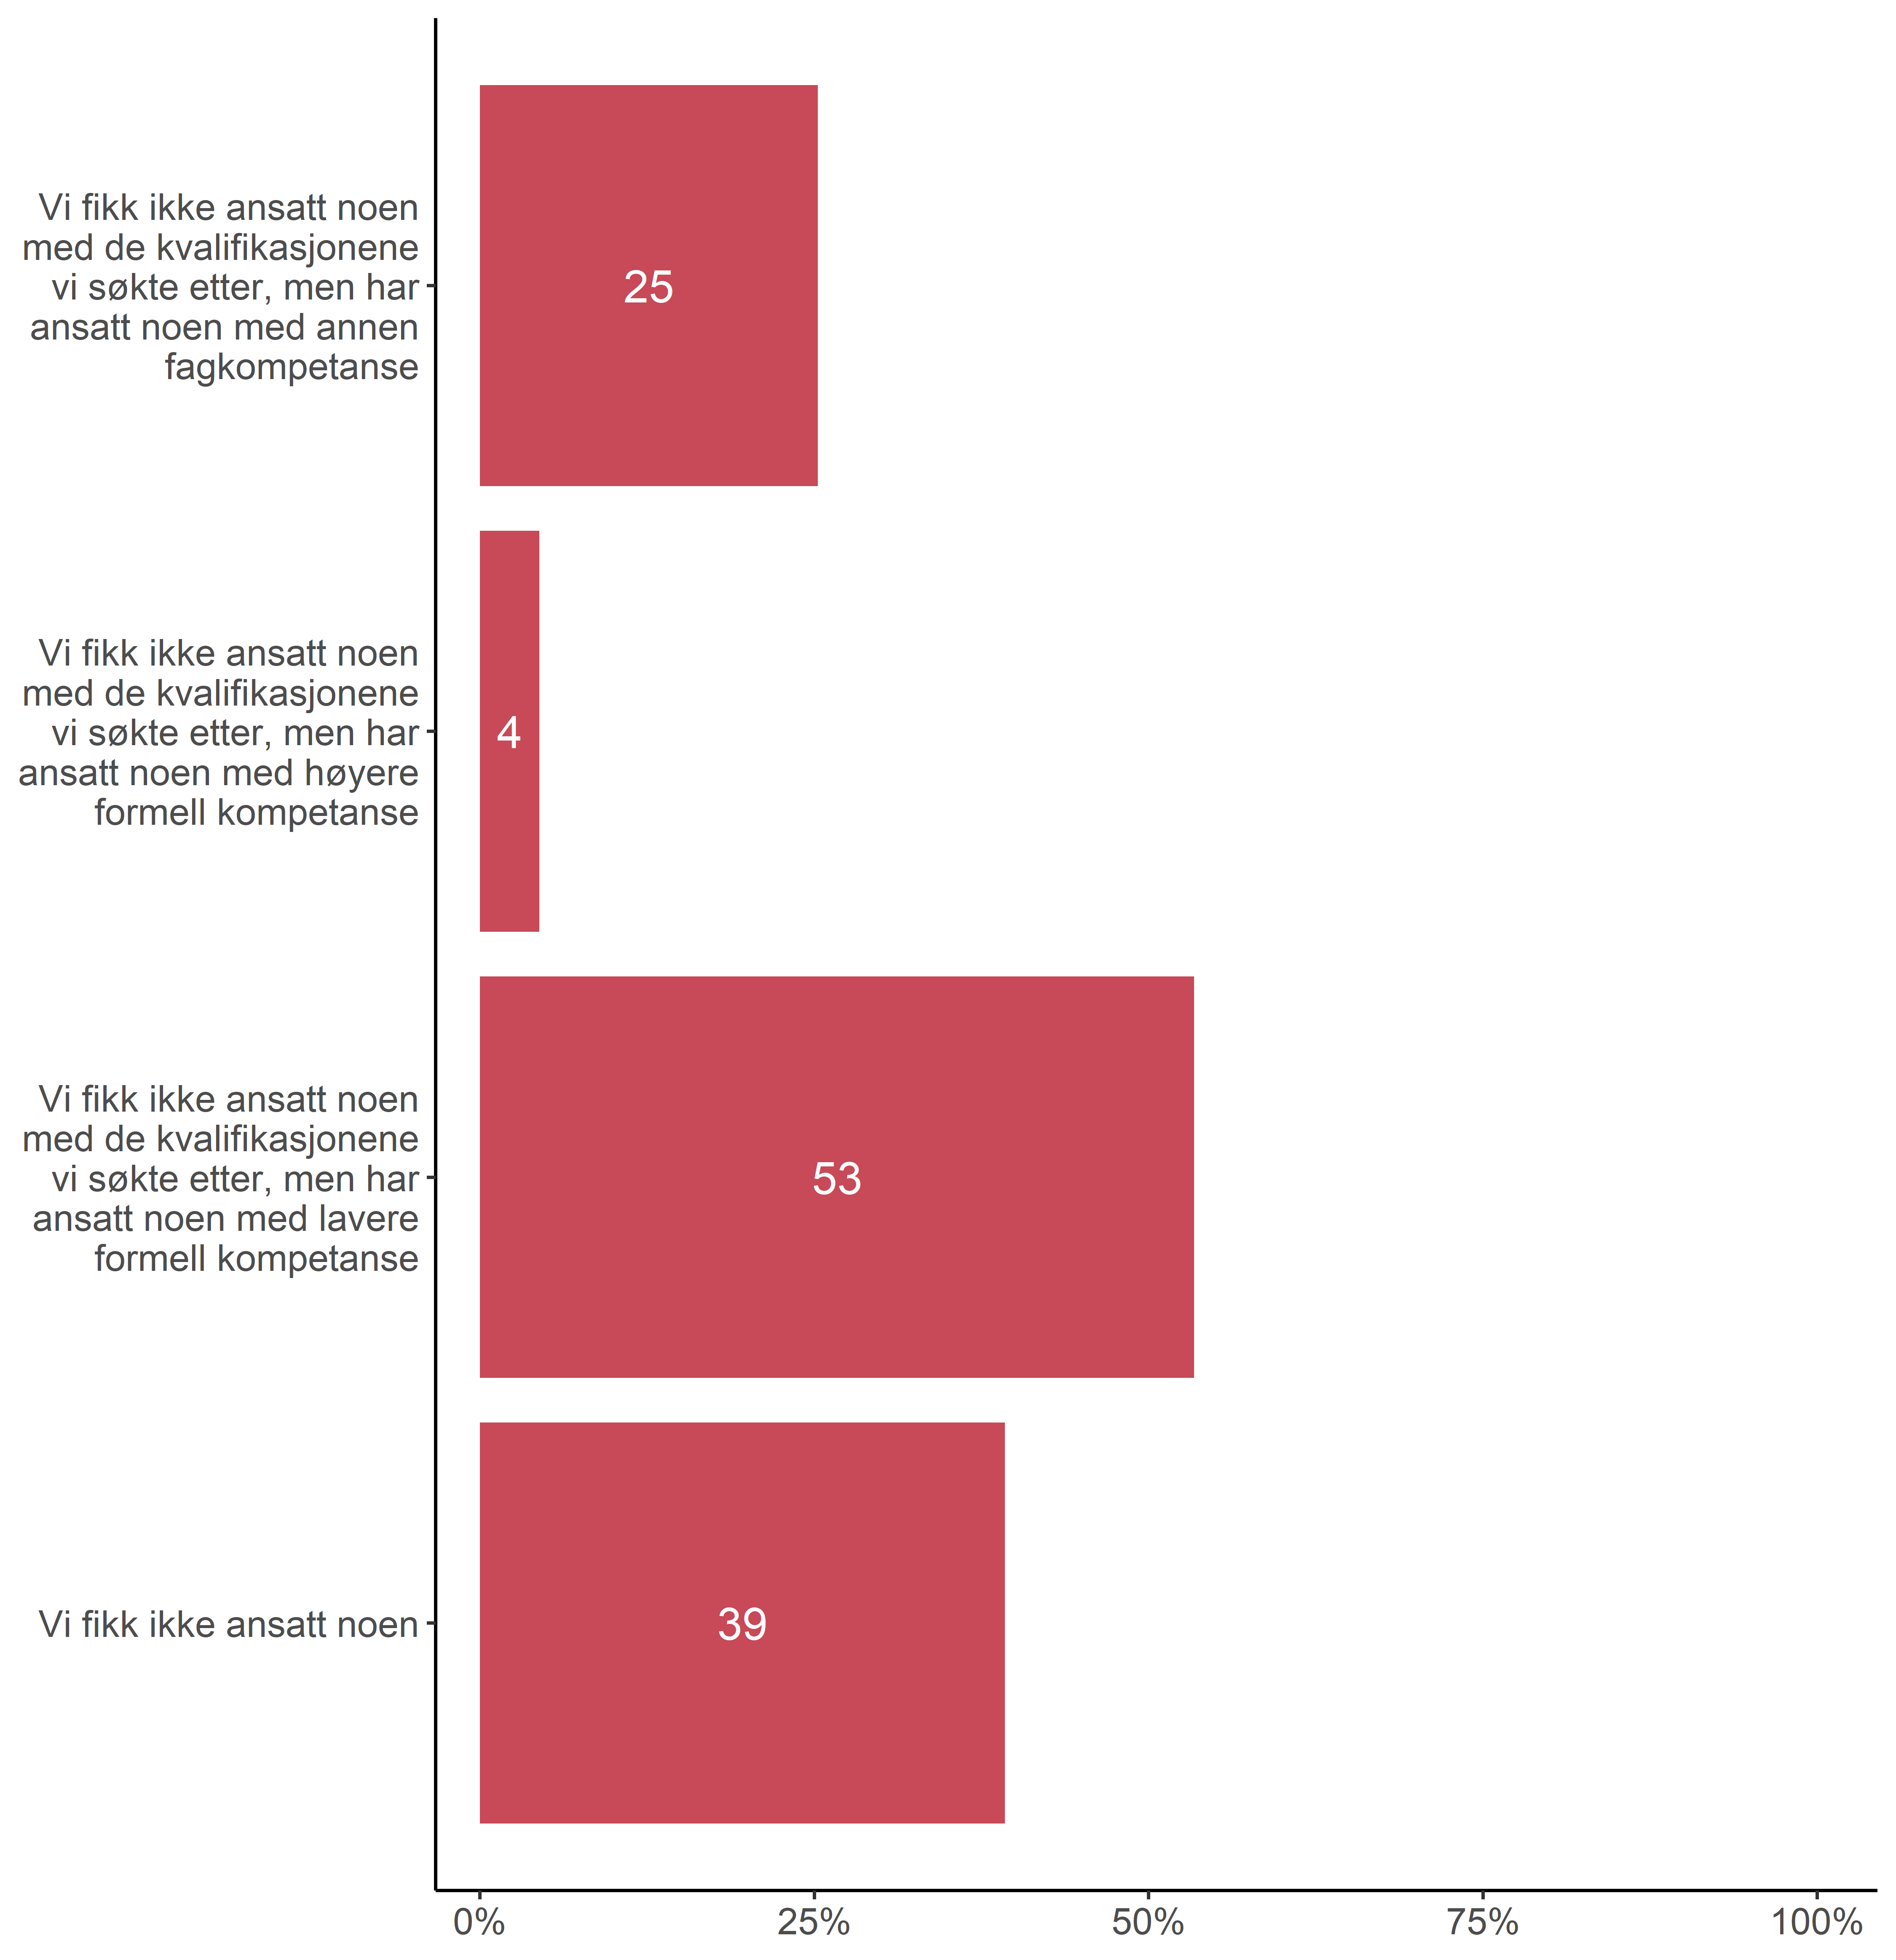 Vi fikk ikke ansatt noen
med de kvalifikasjonene
vi søkte etter, men har
ansatt noen med annen
fagkompetanse
25
Vi fikk ikke ansatt noen
med de kvalifikasjonene
vi søkte etter, men har
ansatt noen med høyere
formell kompetanse
4
Vi fikk ikke ansatt noen
med de kvalifikasjonene
vi søkte etter, men har
ansatt noen med lavere
formell kompetanse
53
Vi fikk ikke ansatt noen
39
0% 25% 50% 75% 100%